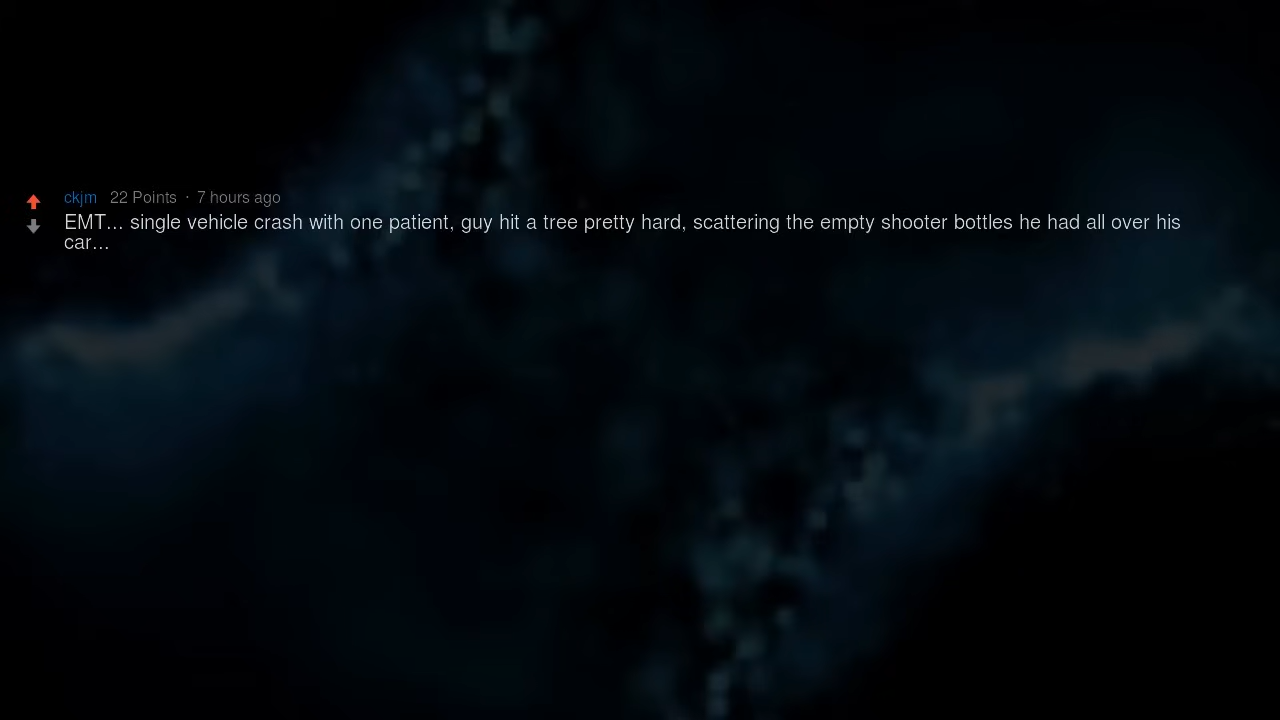 ckjm 22 Points · 7 hours ago
EMT... single vehicle crash with one patient, guy hit a tree pretty hard, scattering the empty shooter bottles he had all over his
car...